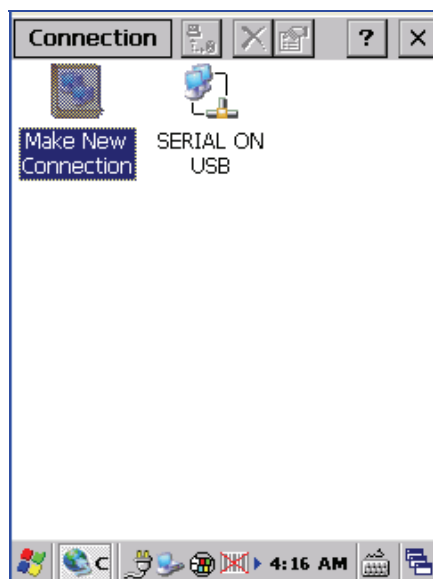 Connection ? ×
Make New
Connection
SERIAL ON
USB
C 4:16 AM